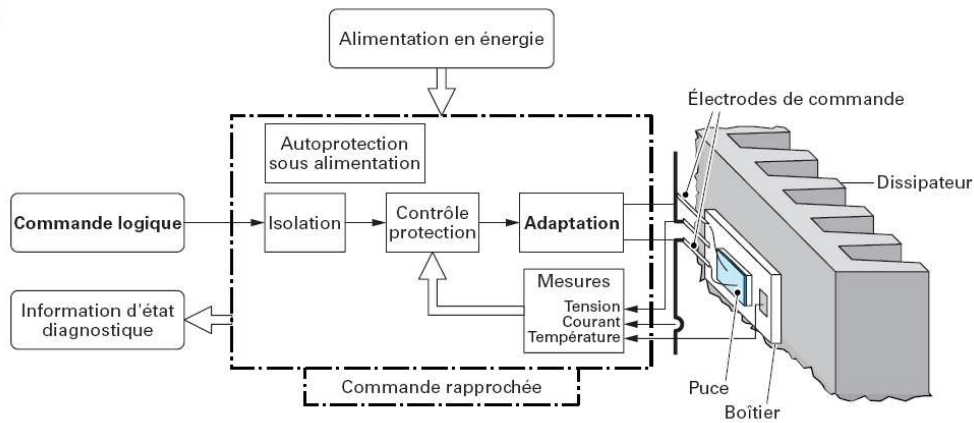 Alimentation en énergie
Électrodes de commande
Autoprotection
sous alimentation
Dissipateur
Commande logique
Isolation
Contrôle
protection
Adaptation
Mesures
Tension
Courant
Température
Information d'état
diagnostique
Commande rapprochée
Puce
Boîtier